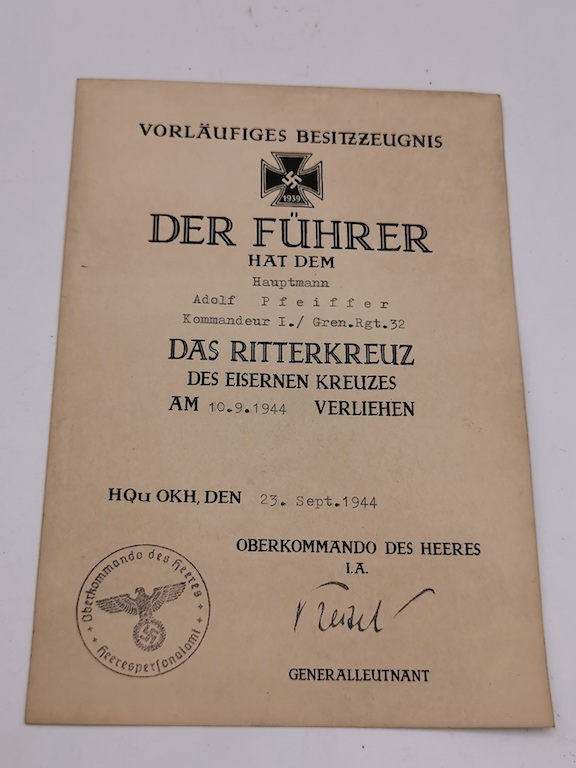 VORLÄUFIGES BESITZZEUGNIS
1939
DER FÜHRER
HAT DEM
Hauptmann
Adolf Pfeiffer
Kommandeur I./ Gren.Rgt.32
DAS RITTERKREUZ
DES EISERNEN KREUZES
AM 10.9.1944 VERLIEHEN
HQu OKH, DEN 23. Sept.1944
OBERKOMMANDO DES HEERES
I.A.
Oberkommando des Heeres
Heerespersonalamt
GENERALLEUTNANT